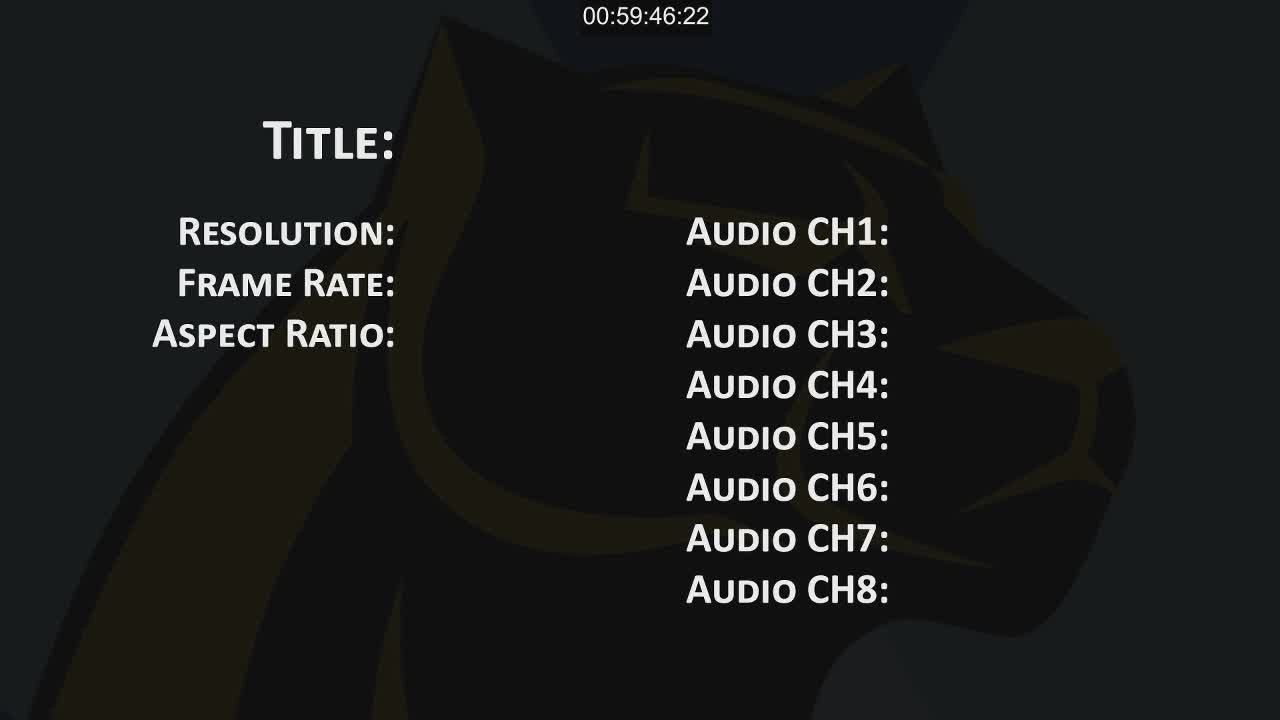 00:59:46:22
Title:
Resolution:
Frame Rate:
Aspect Ratio:
Audio CH1:
Audio CH2:
Audio CH3:
Audio CH4:
Audio CH5:
Audio CH6:
Audio CH7:
Audio CH8: